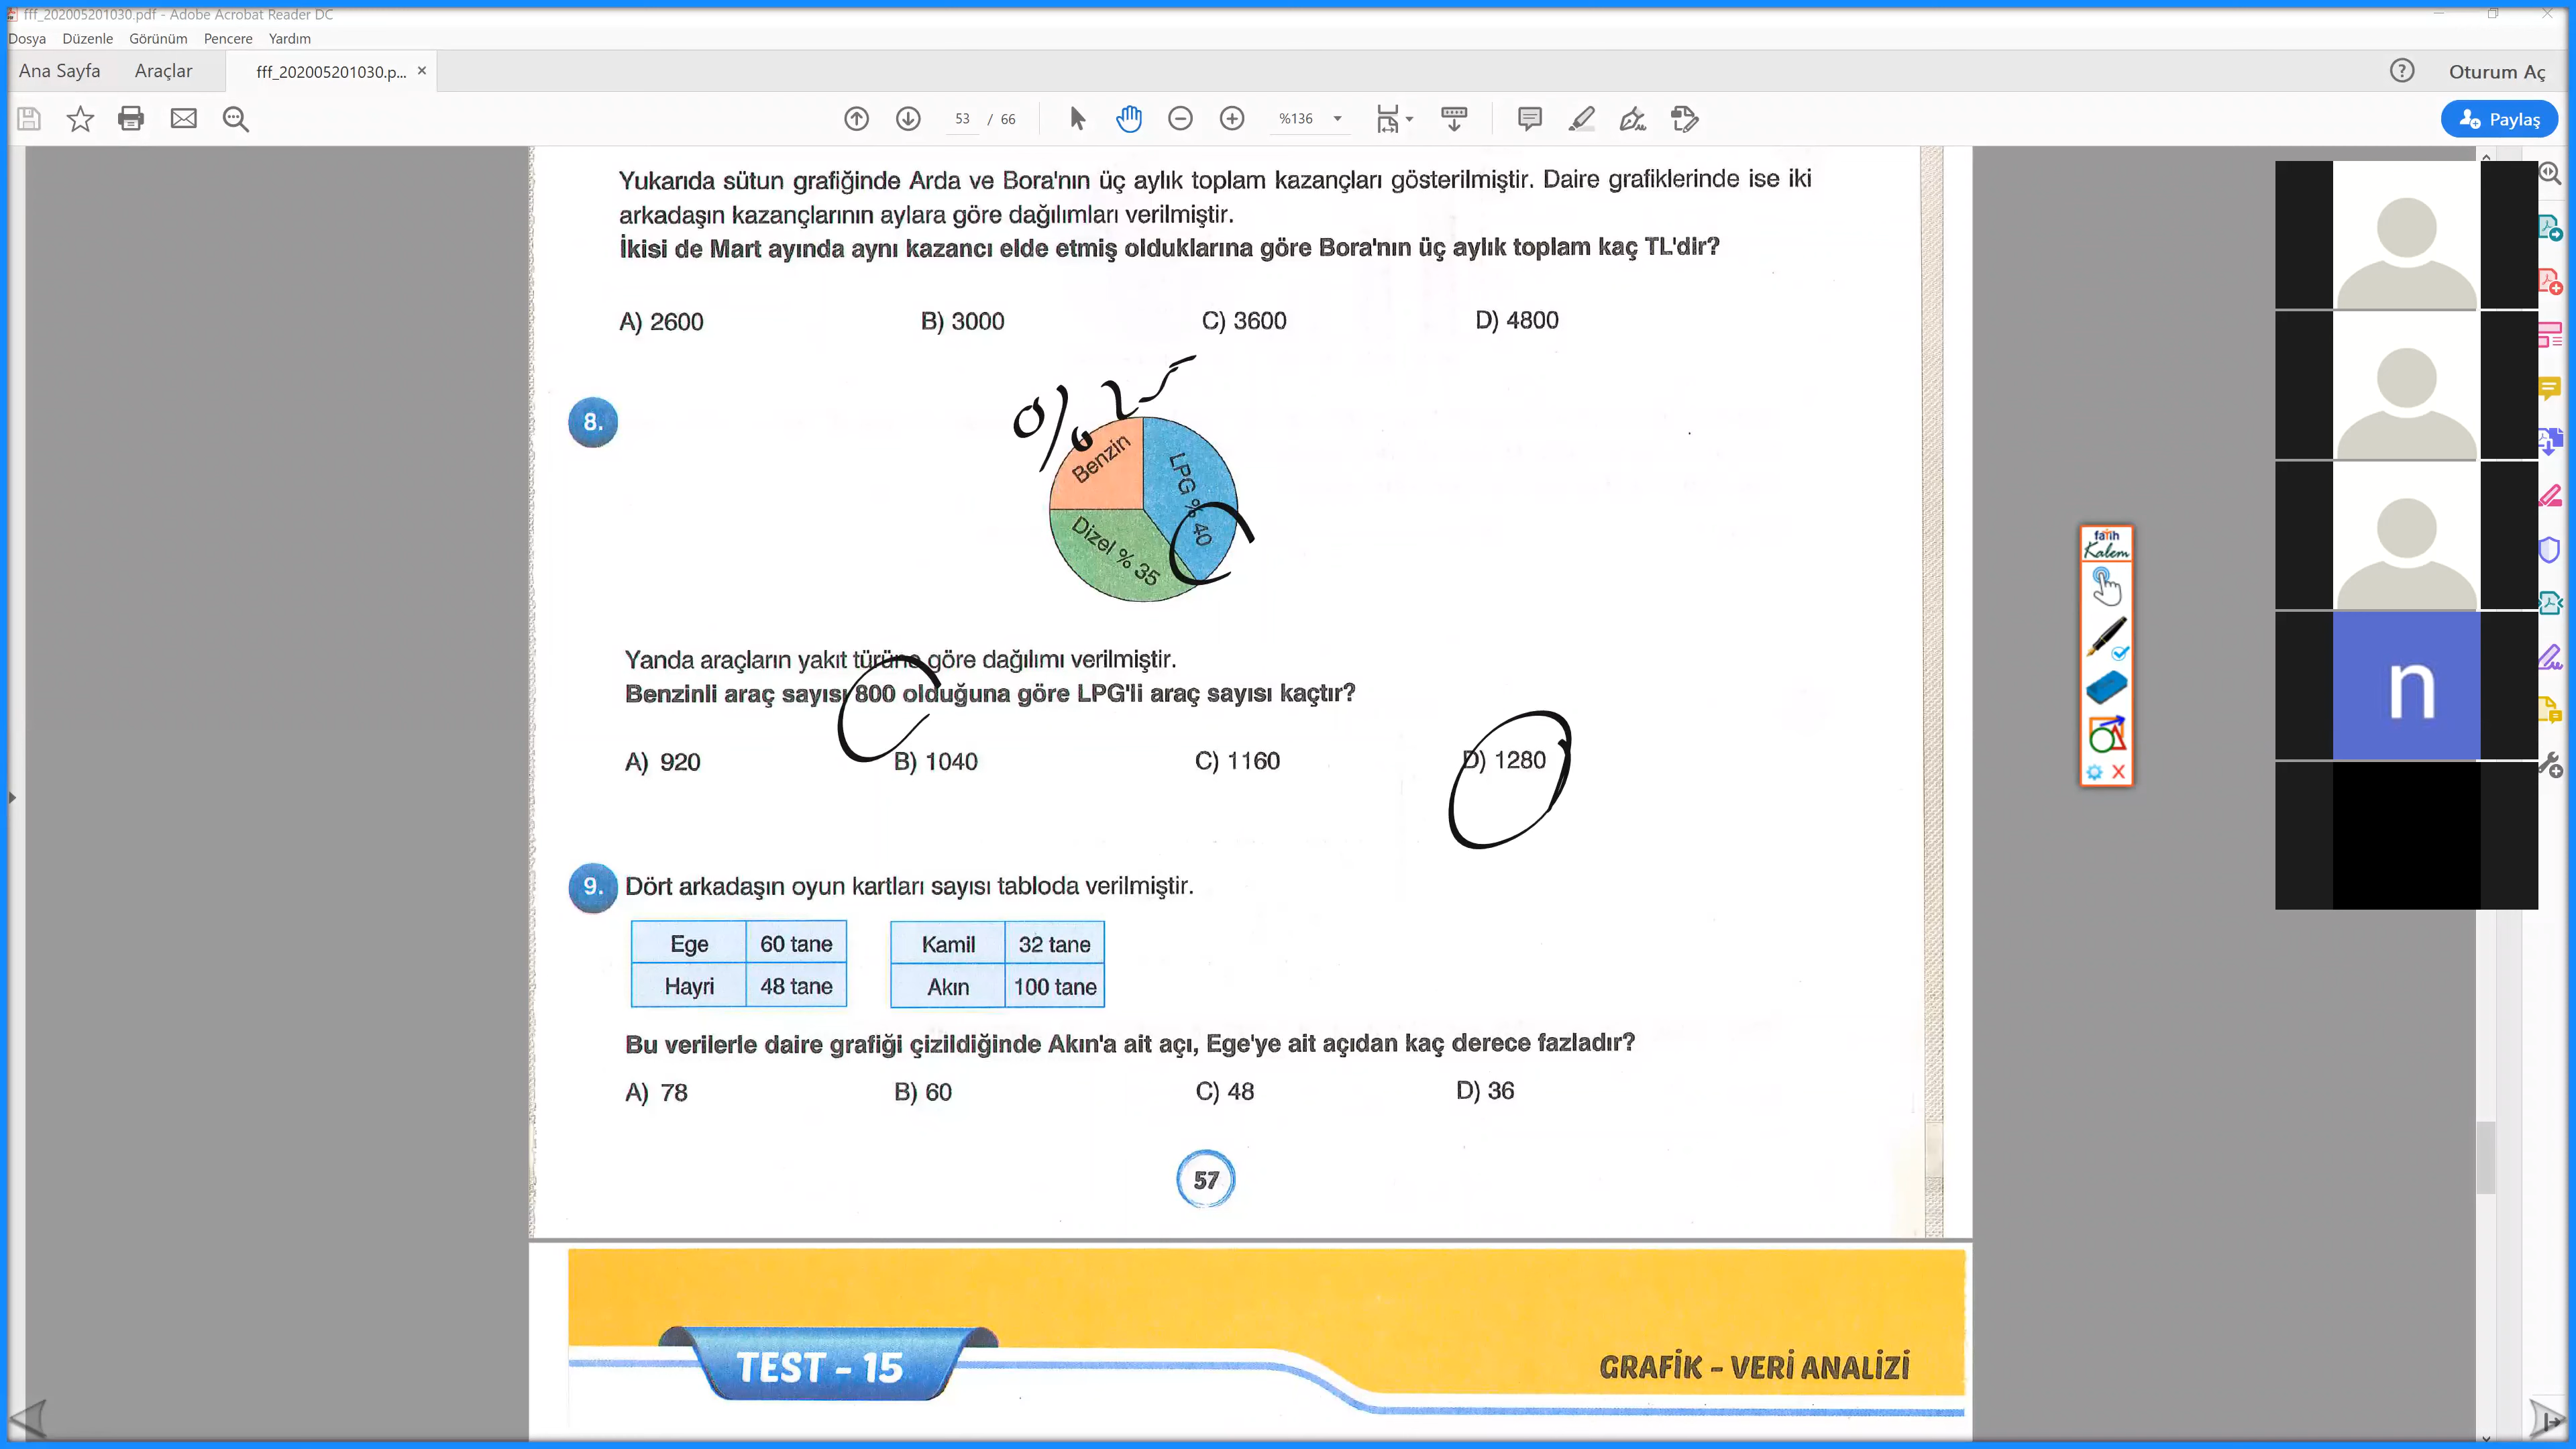 fff_202005201030.pdf - Adobe Acrobat Reader DC
Dosya Düzenle Görünüm Pencere Yardım
Ana Sayfa Araçlar fff_202005201030.p... × Oturum Aç
53 / 66 %136 Paylaş
Yukarıda sütun grafiğinde Arda ve Bora'nın üç aylık toplam kazançları gösterilmiştir. Daire grafiklerinde ise iki
arkadaşın kazançlarının aylara göre dağılımları verilmiştir.
İkisi de Mart ayında aynı kazancı elde etmiş olduklarına göre Bora'nın üç aylık toplam kaç TL'dir?
A) 2600 B) 3000 C) 3600 D) 4800
% 25
8.
Benzin
LPG % 40
Dizel % 35
Yanda araçların yakıt türüne göre dağılımı verilmiştir.
Benzinli araç sayısı 800 olduğuna göre LPG'li araç sayısı kaçtır?
A) 920 B) 1040 C) 1160 D) 1280
9. Dört arkadaşın oyun kartları sayısı tabloda verilmiştir.
Ege 60 tane Kamil 32 tane
Hayri 48 tane Akın 100 tane
Bu verilerle daire grafiği çizildiğinde Akın'a ait açı, Ege'ye ait açıdan kaç derece fazladır?
A) 78 B) 60 C) 48 D) 36
57
TEST - 15
GRAFİK - VERİ ANALİZİ
fatih
Kalem
n